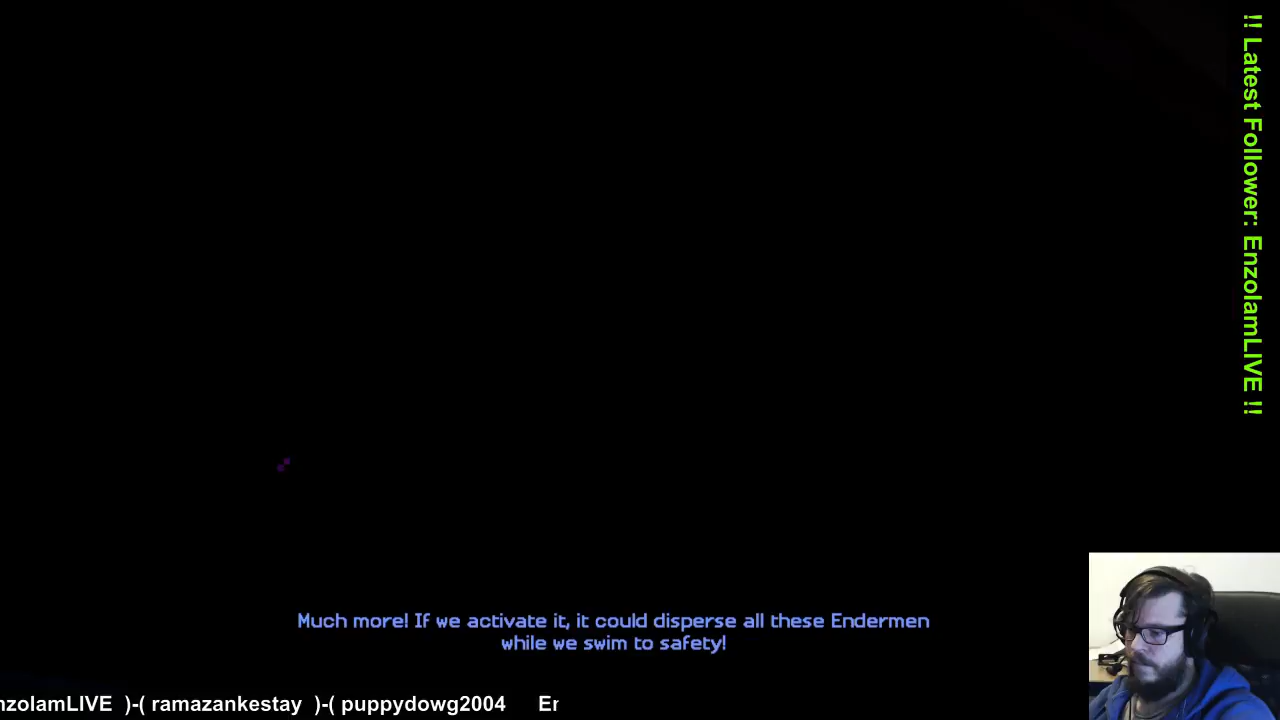 !! Latest Follower: EnzolamLIVE !!
Much more! If we activate it, it could disperse all these Endermen
while we swim to safety!
nzolamLIVE )-( ramazankestay )-( puppydowg2004 Er